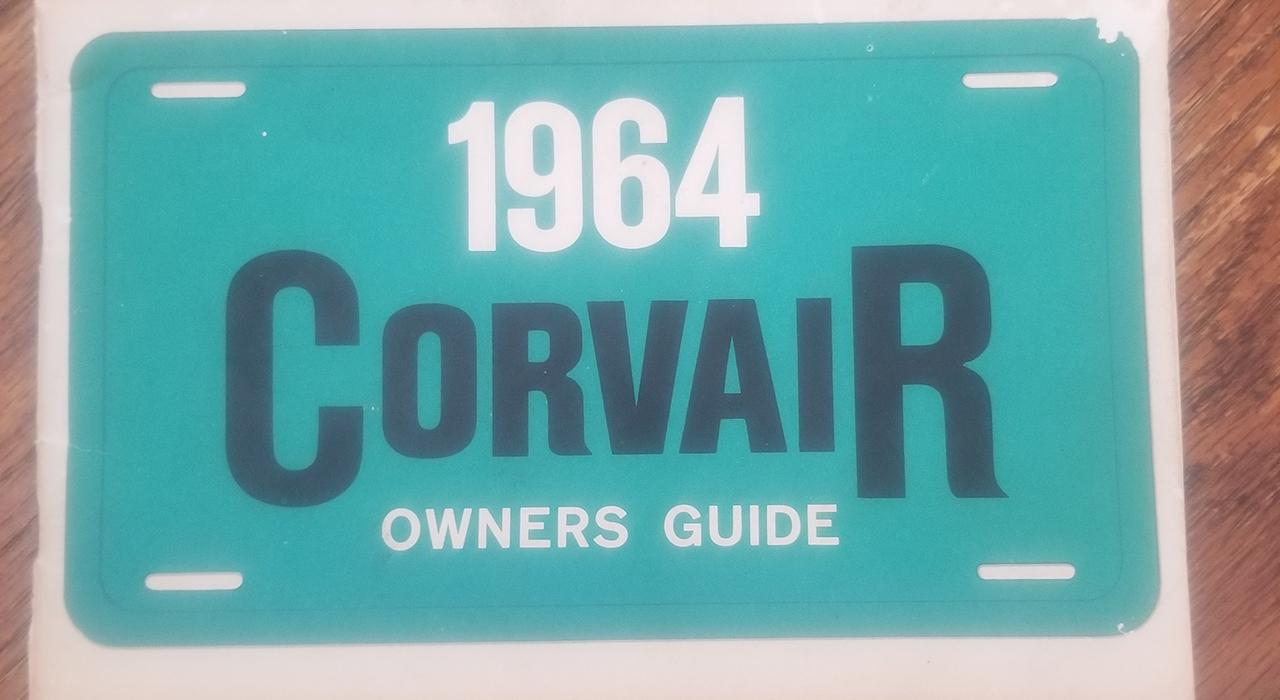 1964
CORVAIR
OWNERS GUIDE